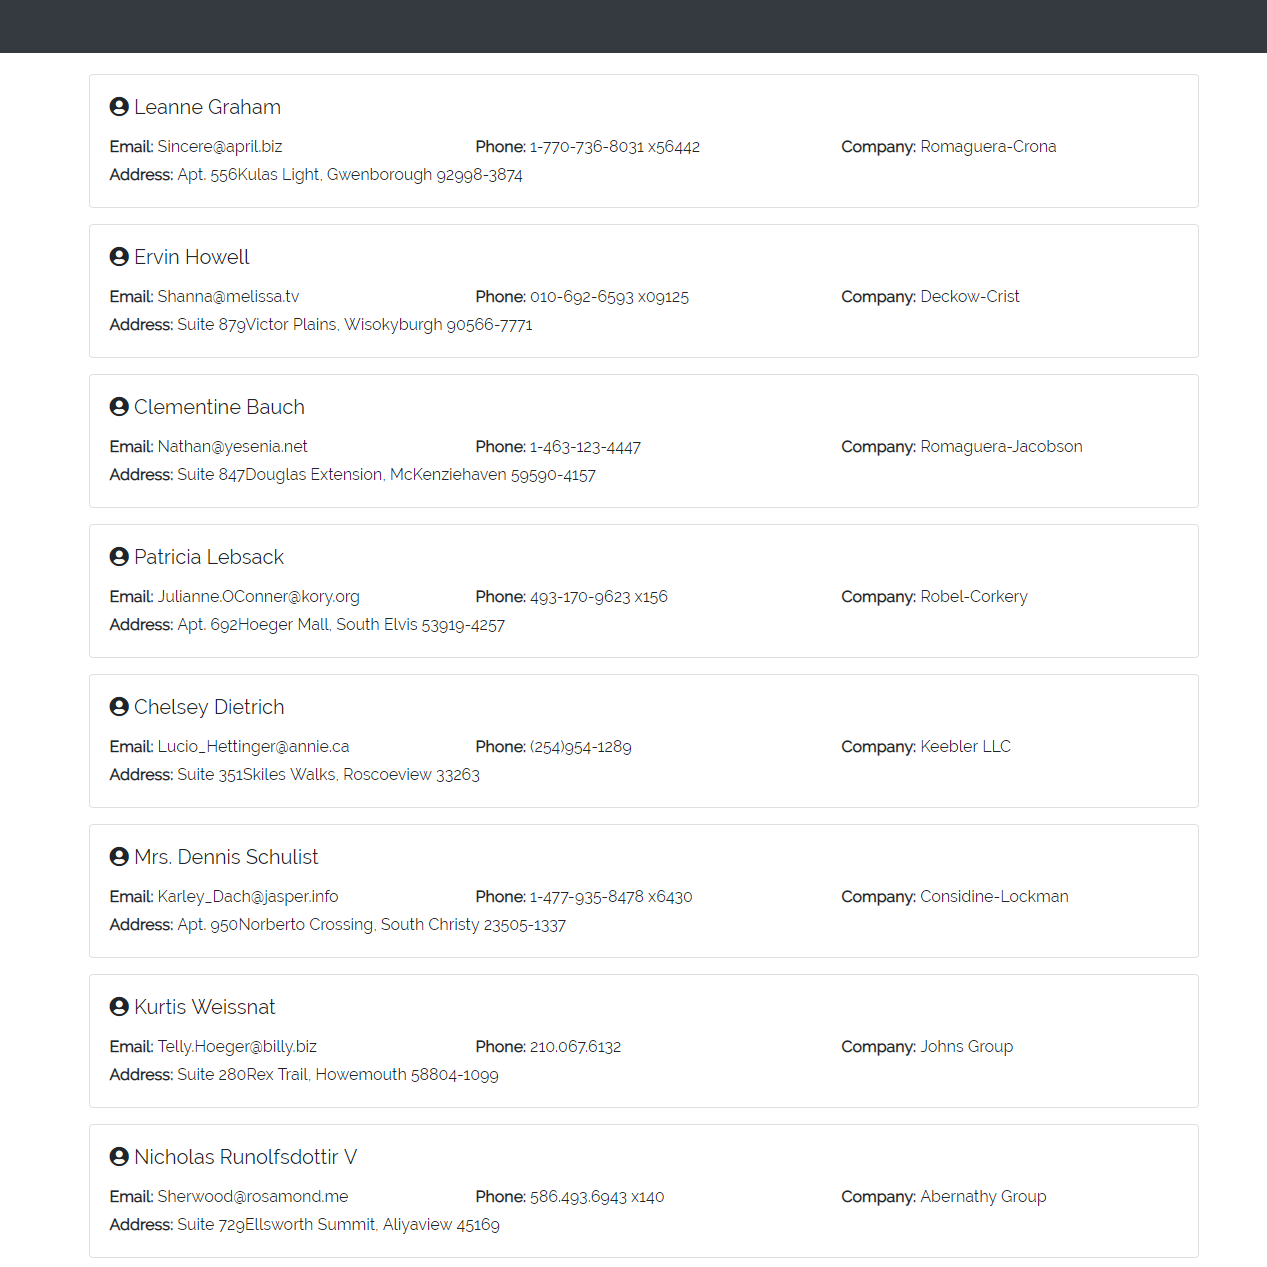 Leanne Graham
Email: Sincere@april.biz Phone: 1-770-736-8031 x56442 Company: Romaguera-Crona
Address: Apt. 556Kulas Light, Gwenborough 92998-3874
Ervin Howell
Email: Shanna@melissa.tv Phone: 010-692-6593 x09125 Company: Deckow-Crist
Address: Suite 879Victor Plains, Wisokyburgh 90566-7771
Clementine Bauch
Email: Nathan@yesenia.net Phone: 1-463-123-4447 Company: Romaguera-Jacobson
Address: Suite 847Douglas Extension, McKenziehaven 59590-4157
Patricia Lebsack
Email: Julianne.OConner@kory.org Phone: 493-170-9623 x156 Company: Robel-Corkery
Address: Apt. 692Hoeger Mall, South Elvis 53919-4257
Chelsey Dietrich
Email: Lucio_Hettinger@annie.ca Phone: (254)954-1289 Company: Keebler LLC
Address: Suite 351Skiles Walks, Roscoeview 33263
Mrs. Dennis Schulist
Email: Karley_Dach@jasper.info Phone: 1-477-935-8478 x6430 Company: Considine-Lockman
Address: Apt. 950Norberto Crossing, South Christy 23505-1337
Kurtis Weissnat
Email: Telly.Hoeger@billy.biz Phone: 210.067.6132 Company: Johns Group
Address: Suite 280Rex Trail, Howemouth 58804-1099
Nicholas Runolfsdottir V
Email: Sherwood@rosamond.me Phone: 586.493.6943 x140 Company: Abernathy Group
Address: Suite 729Ellsworth Summit, Aliyaview 45169